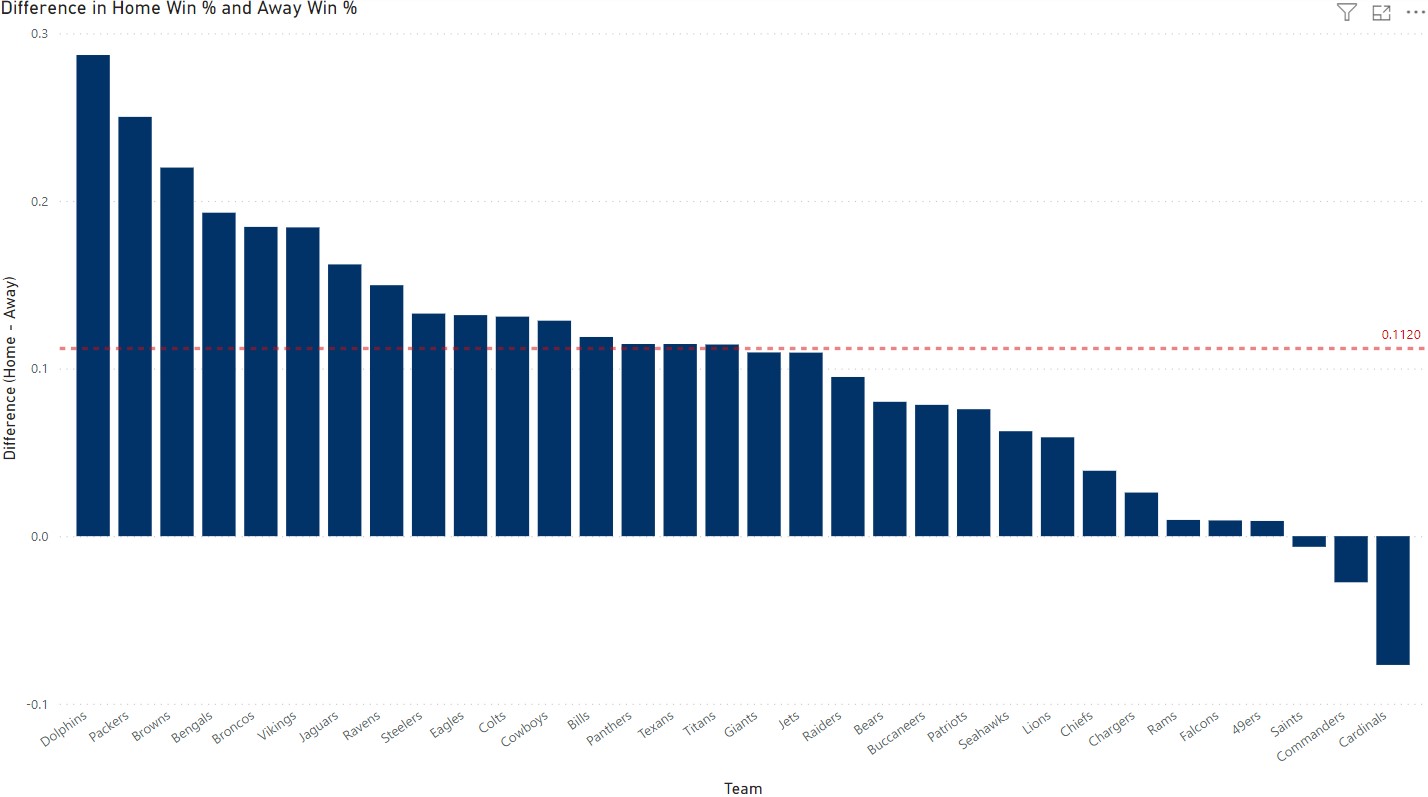 Difference in Home Win % and Away Win %
0.3
0.2
0.1
0.0
-0.1
Difference (Home - Away)
0.1120
Dolphins
Packers
Browns
Bengals
Broncos
Vikings
Jaguars
Ravens
Steelers
Eagles
Colts
Cowboys
Bills
Panthers
Texans
Titans
Giants
Jets
Raiders
Bears
Buccaneers
Patriots
Seahawks
Lions
Chiefs
Chargers
Rams
Falcons
49ers
Saints
Commanders
Cardinals
Team